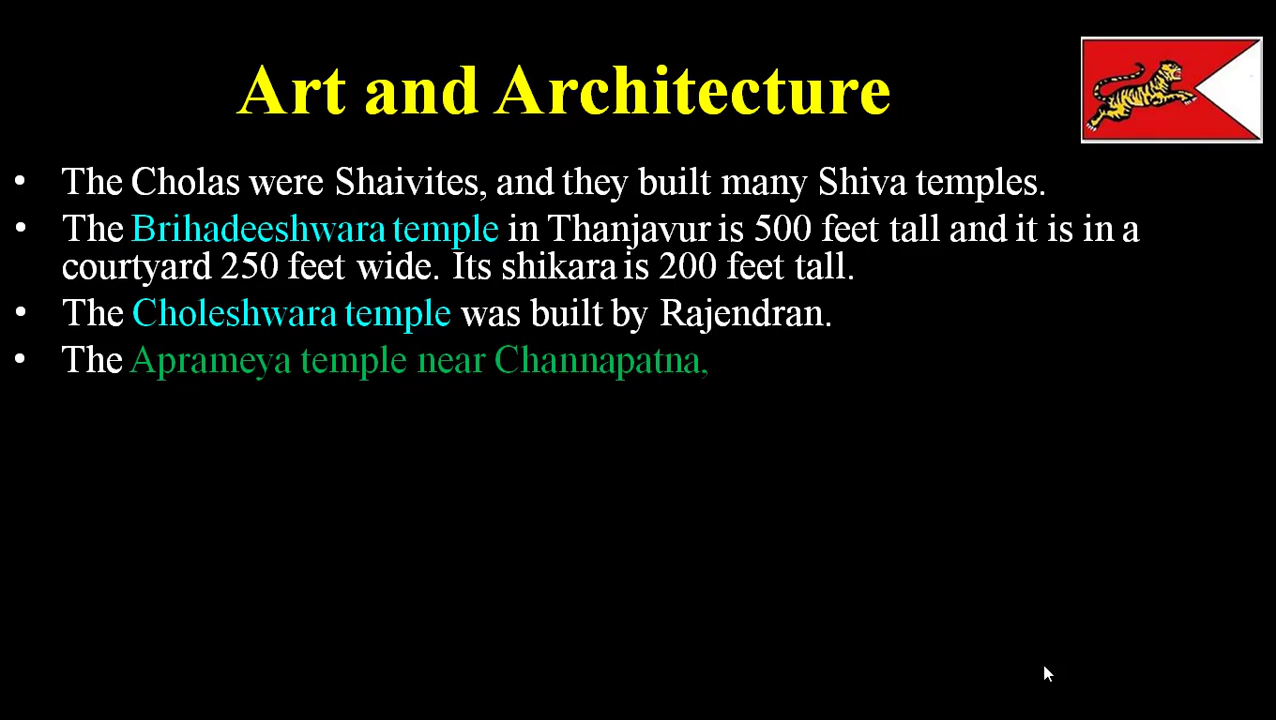 Art and Architecture
• The Cholas were Shaivites, and they built many Shiva temples.
• The Brihadeeshwara temple in Thanjavur is 500 feet tall and it is in a
courtyard 250 feet wide. Its shikara is 200 feet tall.
• The Choleshwara temple was built by Rajendran.
• The Aprameya temple near Channapatna,